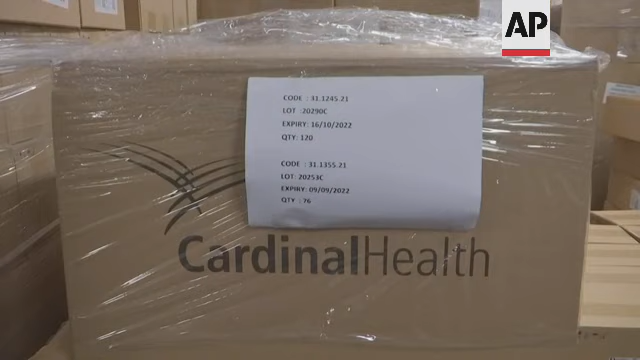 AP
CODE : 31.1245.21
LOT :20290C
EXPIRY: 16/10/2022
QTY: 120
CODE : 31.1355.21
LOT: 20253C
EXPIRY: 09/09/2022
QTY : 76
CardinalHealth